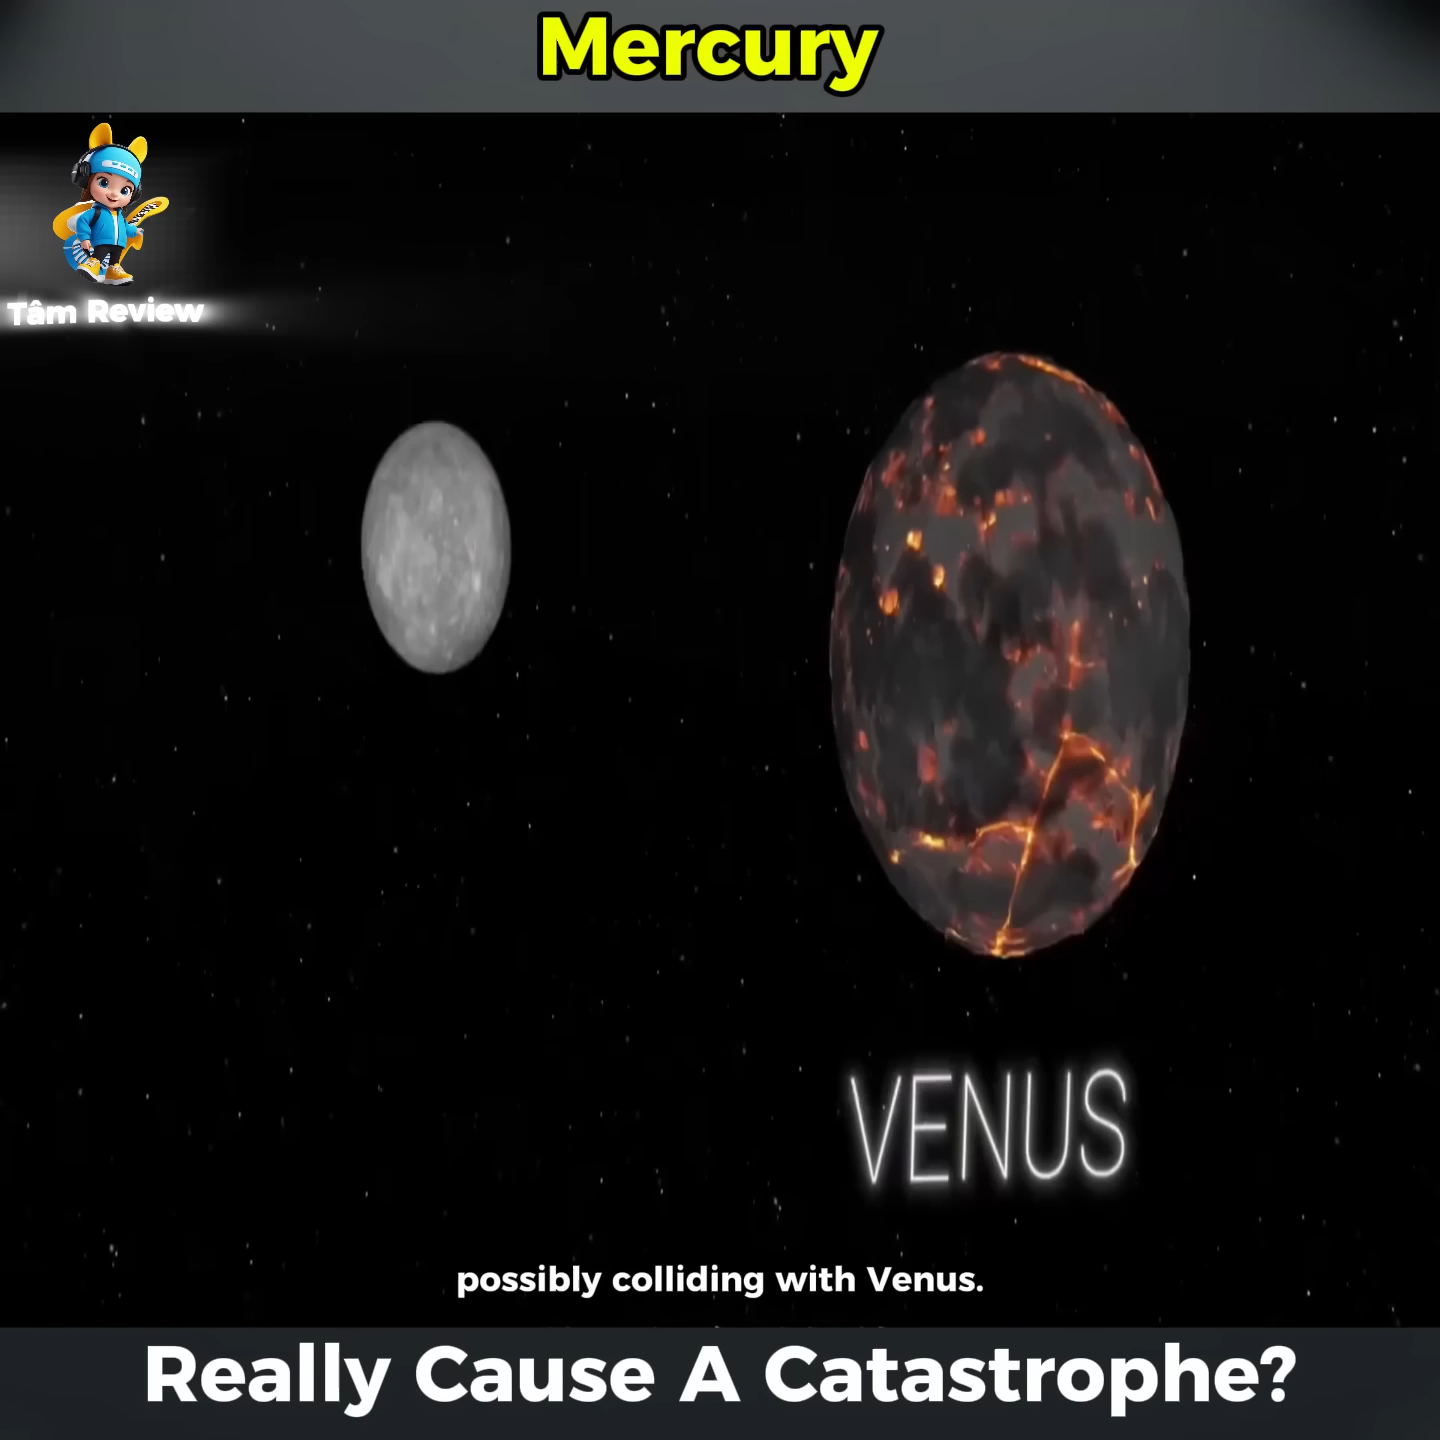 Mercury
Tâm Review
VENUS
possibly colliding with Venus.
Really Cause A Catastrophe?